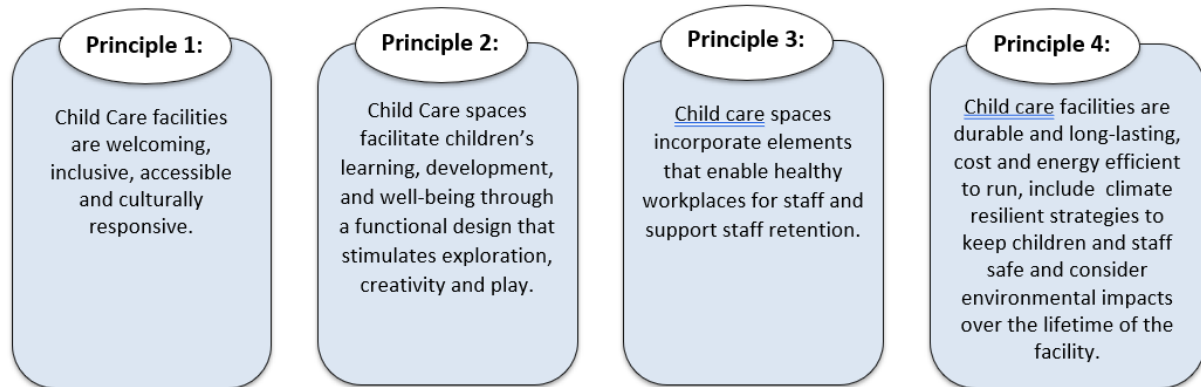 Principle 1:
Child Care facilities
are welcoming,
inclusive, accessible
and culturally
responsive.
Principle 2:
Child Care spaces
facilitate children’s
learning, development,
and well-being through
a functional design that
stimulates exploration,
creativity and play.
Principle 3:
Child care spaces
incorporate elements
that enable healthy
workplaces for staff and
support staff retention.
Principle 4:
Child care facilities are
durable and long-lasting,
cost and energy efficient
to run, include  climate
resilient strategies to
keep children and staff
safe and consider
environmental impacts
over the lifetime of the
facility.